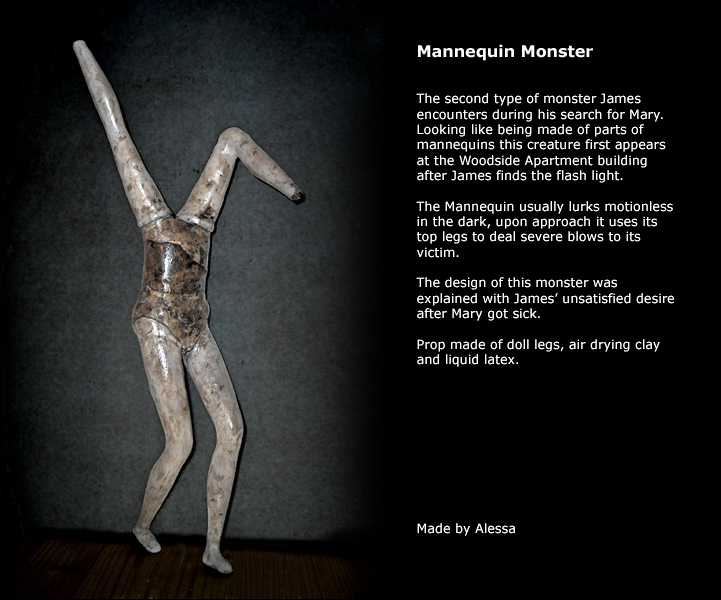 Mannequin Monster
The second type of monster James
encounters during his search for Mary.
Looking like being made of parts of
mannequins this creature first appears
at the Woodside Apartment building
after James finds the flash light.
The Mannequin usually lurks motionless
in the dark, upon approach it uses its
top legs to deal severe blows to its
victim.
The design of this monster was
explained with James’ unsatisfied desire
after Mary got sick.
Prop made of doll legs, air drying clay
and liquid latex.
Made by Alessa